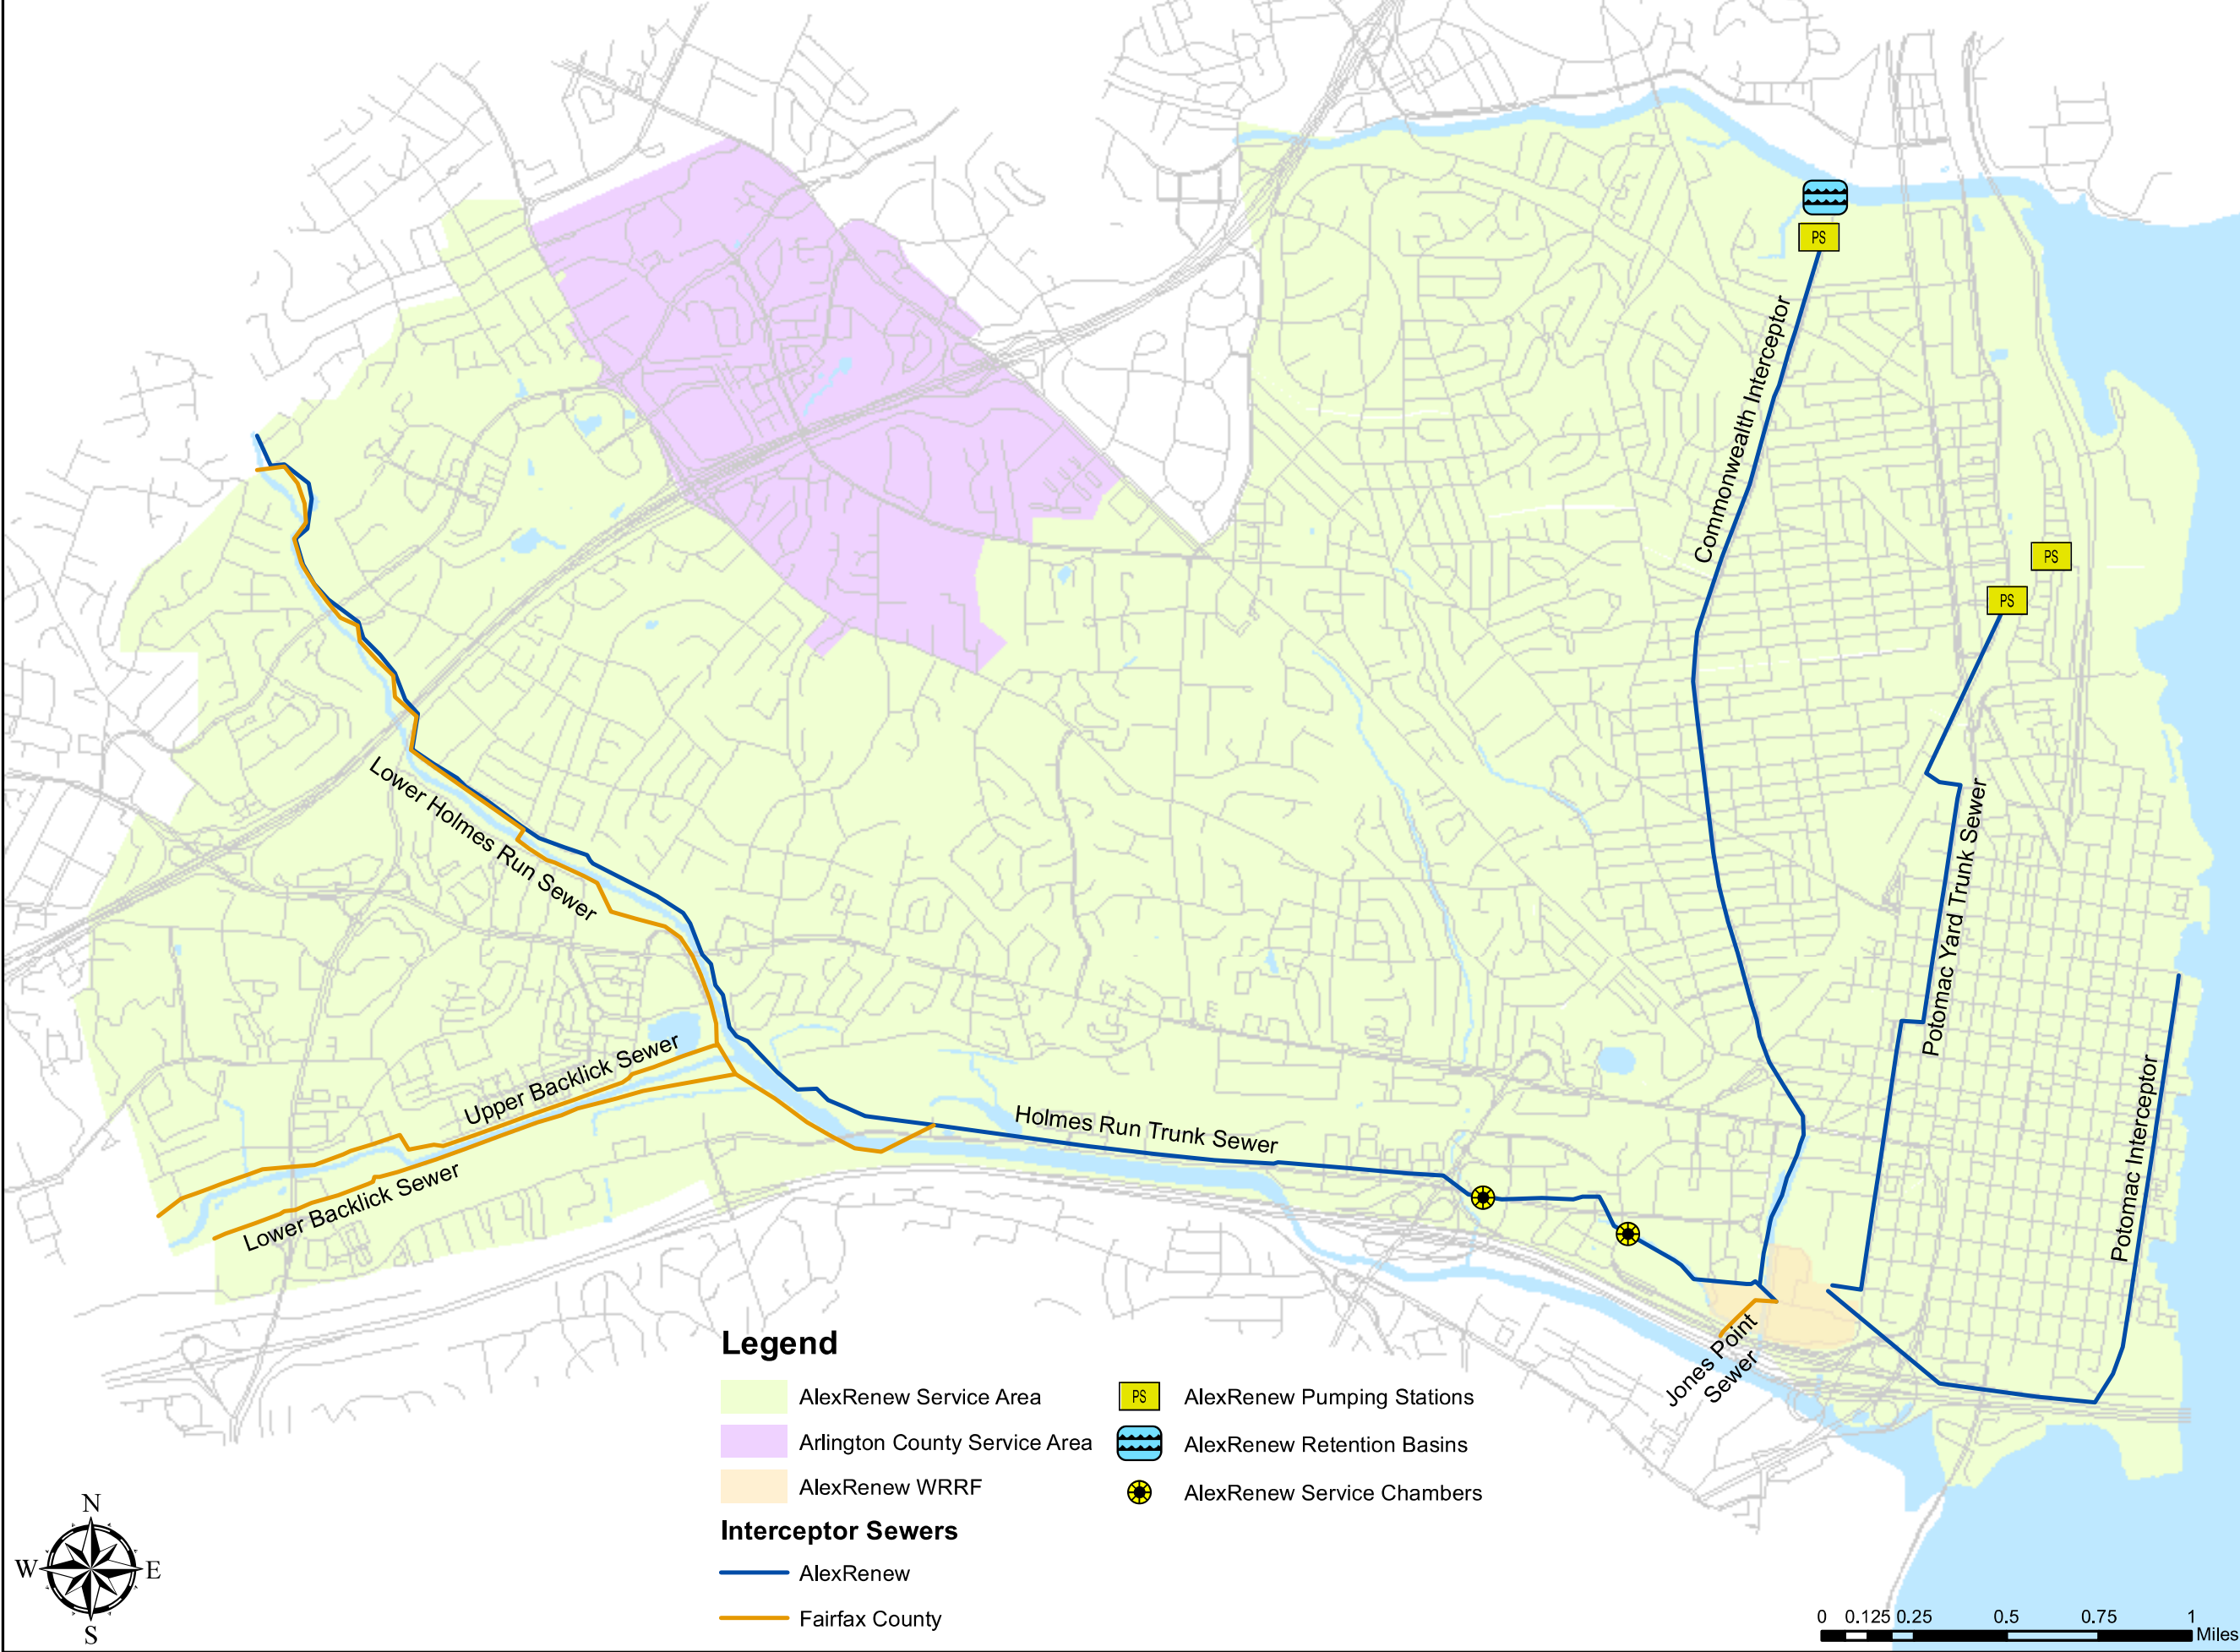 PS
Commonwealth Interceptor
PS
PS
Lower Holmes Run Sewer
Potomac Yard Trunk Sewer
Upper Backlick Sewer
Holmes Run Trunk Sewer
Potomac Interceptor
Lower Backlick Sewer
Jones Point
Sewer
Legend
AlexRenew Service Area
Arlington County Service Area
AlexRenew WRRF
PS
AlexRenew Pumping Stations
AlexRenew Retention Basins
AlexRenew Service Chambers
Interceptor Sewers
AlexRenew
Fairfax County
N
W
E
S
0 0.125 0.25 0.5 0.75 1
Miles